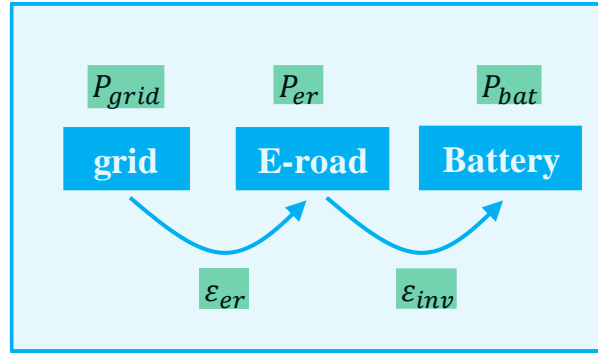 P_grid P_er P_bat
grid E-road Battery
ε_er ε_inv